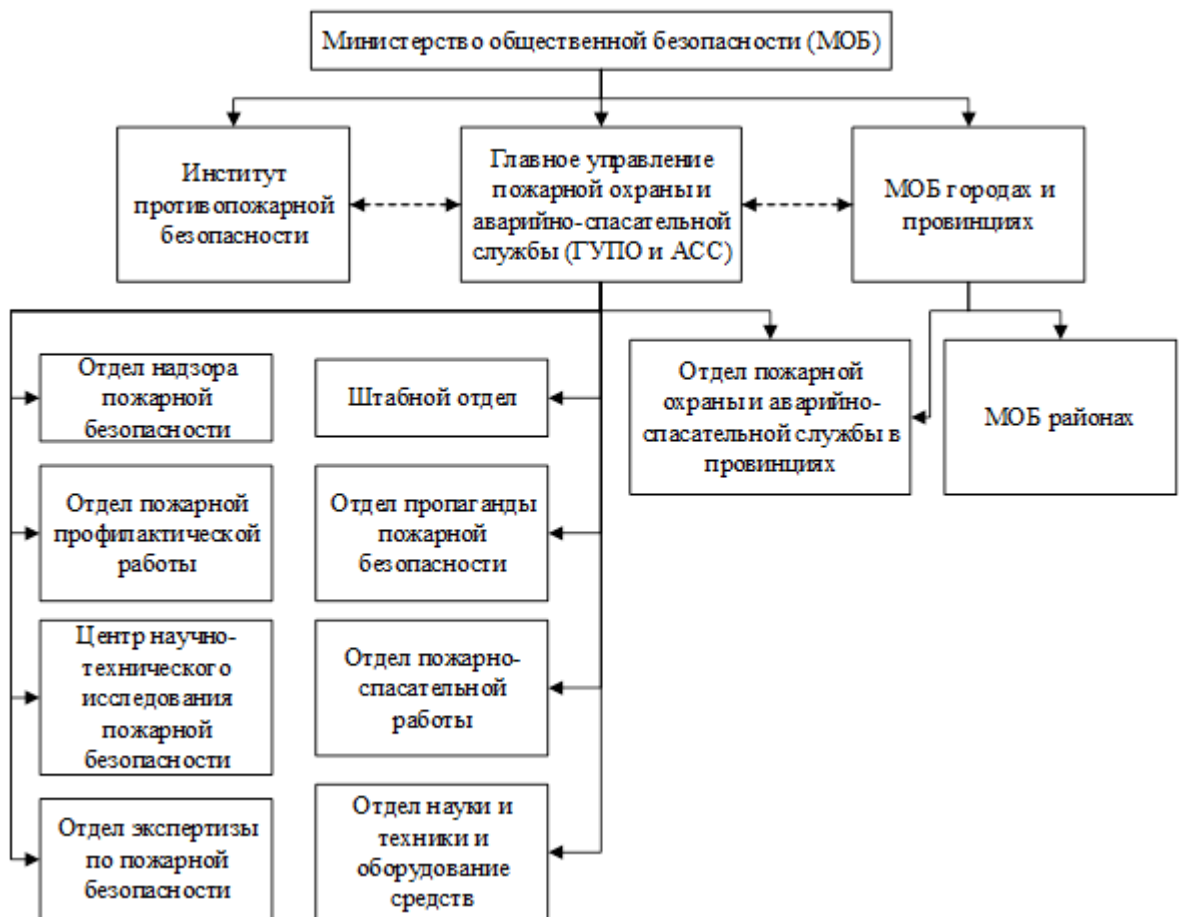 Министерство общественной безопасности (МОБ)
Институт
противопожарной
безопасности
Главное управление
пожарной охраны и
аварийно-спасательной
службы (ГУПО и АСС)
МОБ городах и
провинциях
Отдел надзора
пожарной
безопасности
Штабной отдел
Отдел пожарной
охраны и аварийно-
спасательной службы в
провинциях
МОБ районах
Отдел пожарной
профилактической
работы
Отдел пропаганды
пожарной
безопасности
Центр научно-
технического
исследования
пожарной
безопасности
Отдел пожарно-
спасательной
работы
Отдел экспертизы
по пожарной
безопасности
Отдел науки и
техники и
оборудование
средств